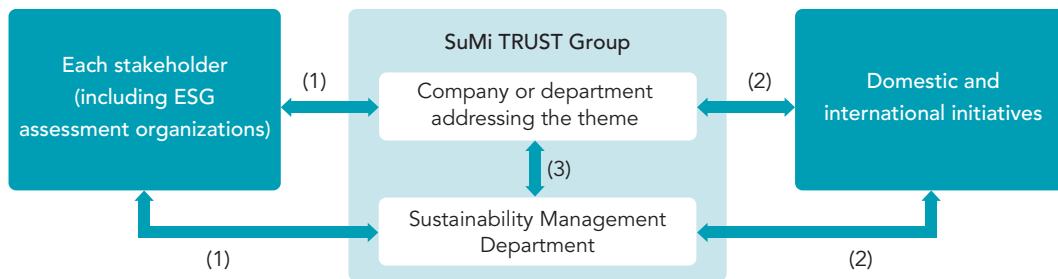 Each stakeholder
(including ESG
assessment organizations)
(1)
SuMi TRUST Group
Company or department
addressing the theme
(2)
Domestic and
international initiatives
(3)
Sustainability Management
Department
(1)
(2)